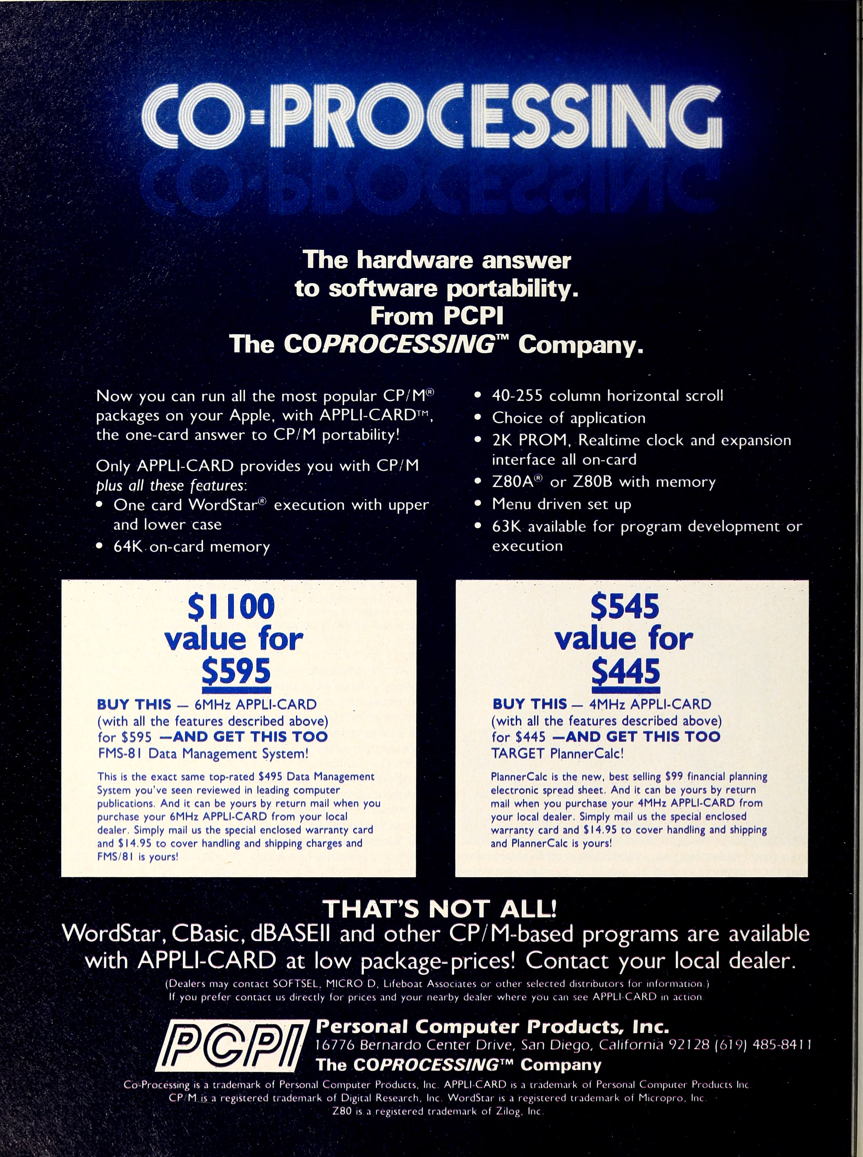 CO-PROCESSING
The hardware answer
to software portability.
From PCPI
The COPROCESSING™ Company.
Now you can run all the most popular CP/M®
packages on your Apple, with APPLI-CARD™,
the one-card answer to CP/M portability!
Only APPLI-CARD provides you with CP/M
plus all these features:
• One card WordStar® execution with upper
and lower case
• 64K on-card memory
• 40-255 column horizontal scroll
• Choice of application
• 2K PROM, Realtime clock and expansion
interface all on-card
• Z80A® or Z80B with memory
• Menu driven set up
• 63K available for program development or
execution
$1100
value for
$595
BUY THIS — 6MHz APPLI-CARD
(with all the features described above)
for $595 —AND GET THIS TOO
FMS-81 Data Management System!
This is the exact same top-rated $495 Data Management
System you've seen reviewed in leading computer
publications. And it can be yours by return mail when you
purchase your 6MHz APPLI-CARD from your local
dealer. Simply mail us the special enclosed warranty card
and $14.95 to cover handling and shipping charges and
FMS/81 is yours!
$545
value for
$445
BUY THIS — 4MHz APPLI-CARD
(with all the features described above)
for $445 —AND GET THIS TOO
TARGET PlannerCalc!
PlannerCalc is the new, best selling $99 financial planning
electronic spread sheet. And it can be yours by return
mail when you purchase your 4MHz APPLI-CARD from
your local dealer. Simply mail us the special enclosed
warranty card and $14.95 to cover handling and shipping
and PlannerCalc is yours!
THAT'S NOT ALL!
WordStar, CBasic, dBASEII and other CP/M-based programs are available
with APPLI-CARD at low package-prices! Contact your local dealer.
(Dealers may contact SOFTSEL, MICRO D, Lifeboat Associates or other selected distributors for information.)
If you prefer contact us directly for prices and your nearby dealer where you can see APPLI-CARD in action.
PCPI
Personal Computer Products, Inc.
16776 Bernardo Center Drive, San Diego, California 92128 (619) 485-8411
The COPROCESSING™ Company
Co-Processing is a trademark of Personal Computer Products, Inc. APPLI-CARD is a trademark of Personal Computer Products Inc.
CP/M is a registered trademark of Digital Research, Inc. WordStar is a registered trademark of Micropro, Inc.
Z80 is a registered trademark of Zilog, Inc.